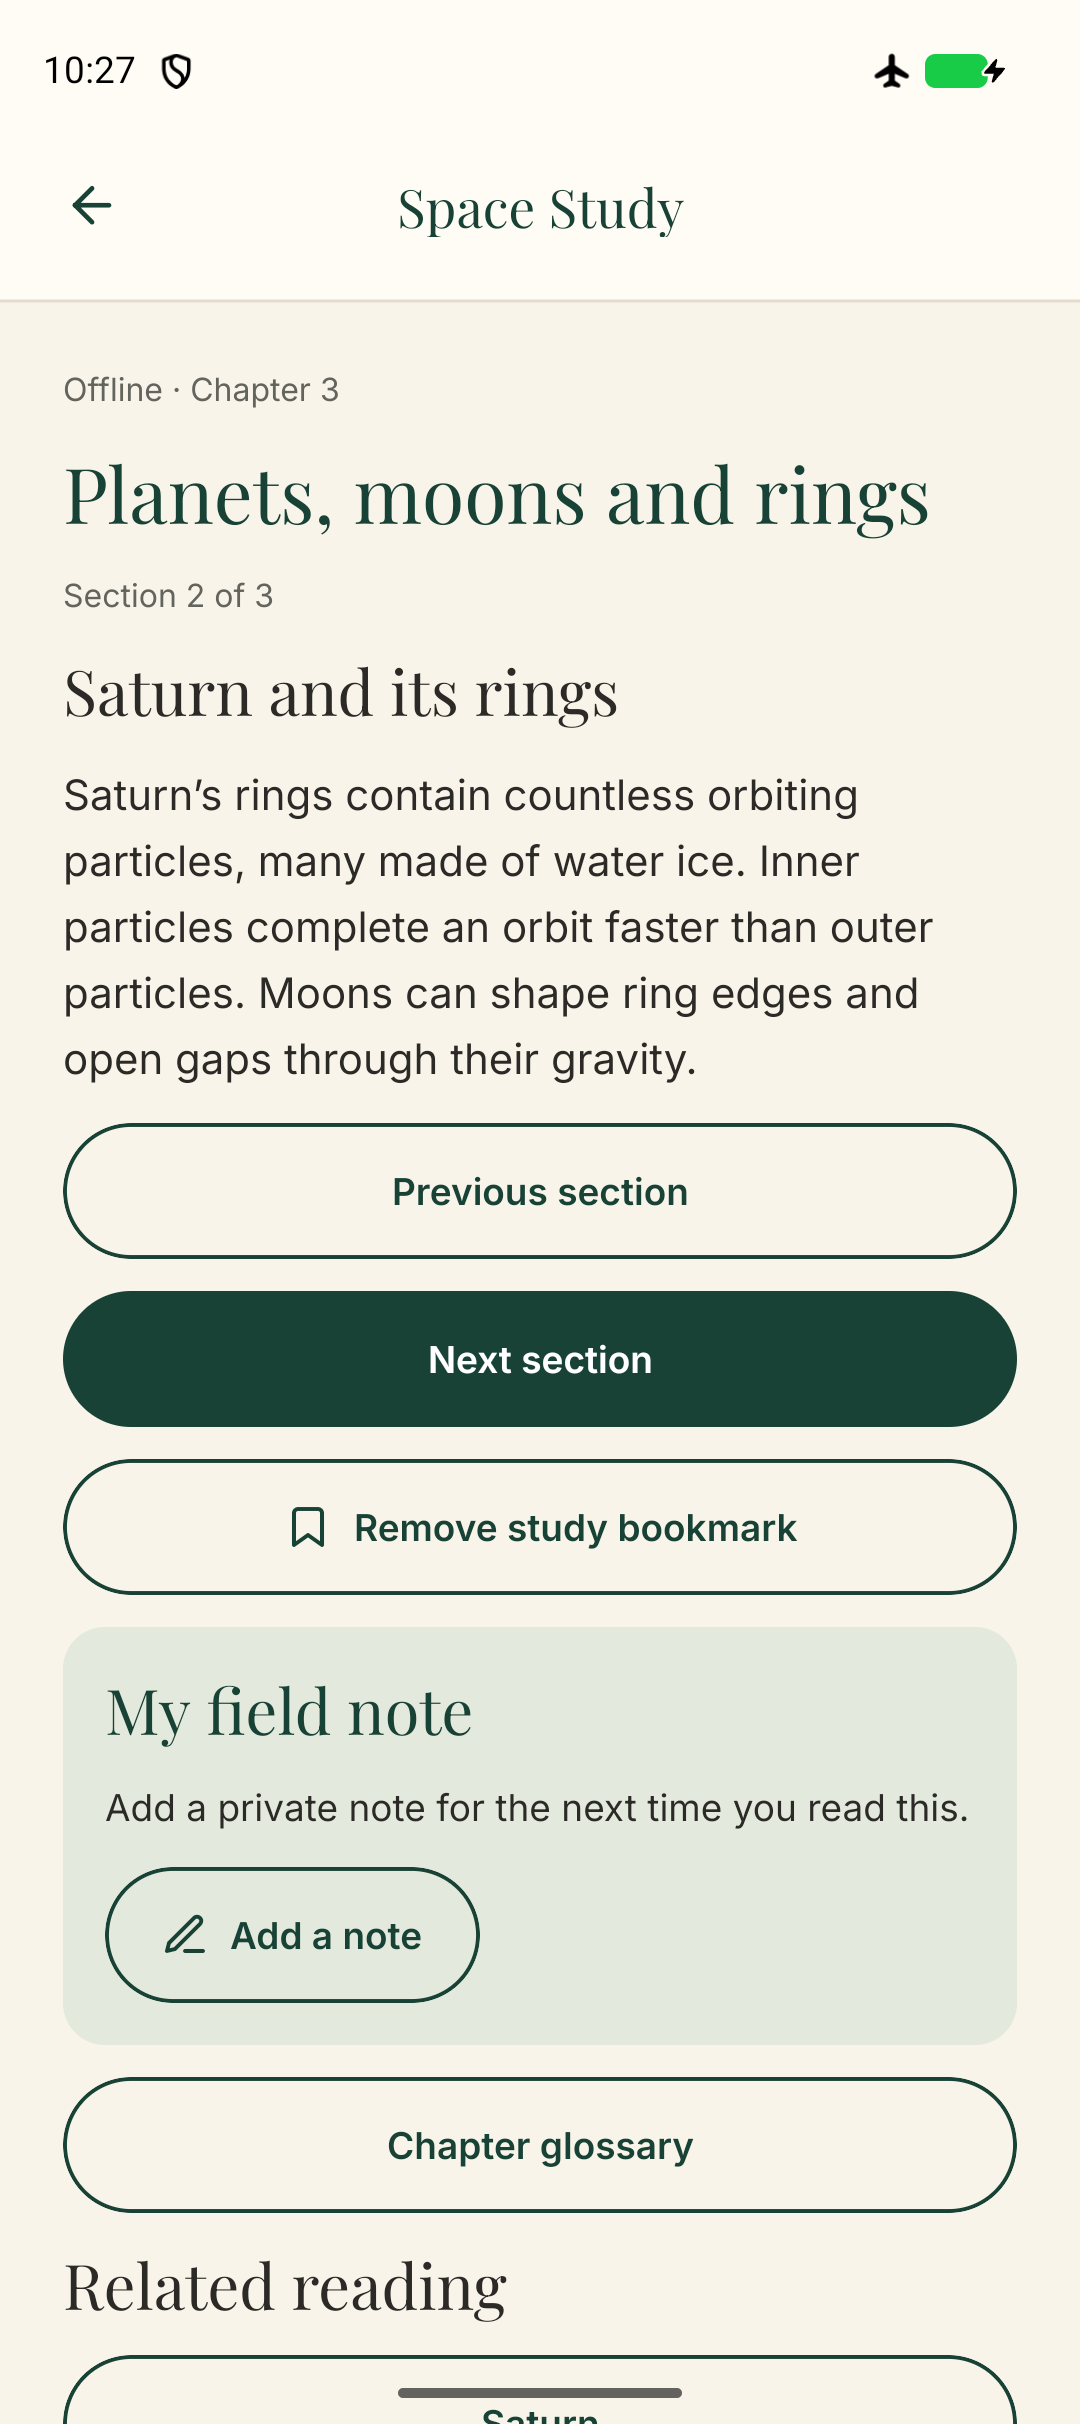 10:27
Space Study
Offline · Chapter 3
Planets, moons and rings
Section 2 of 3
Saturn and its rings
Saturn’s rings contain countless orbiting
particles, many made of water ice. Inner
particles complete an orbit faster than outer
particles. Moons can shape ring edges and
open gaps through their gravity.
Previous section
Next section
Remove study bookmark
My field note
Add a private note for the next time you read this.
Add a note
Chapter glossary
Related reading
Saturn